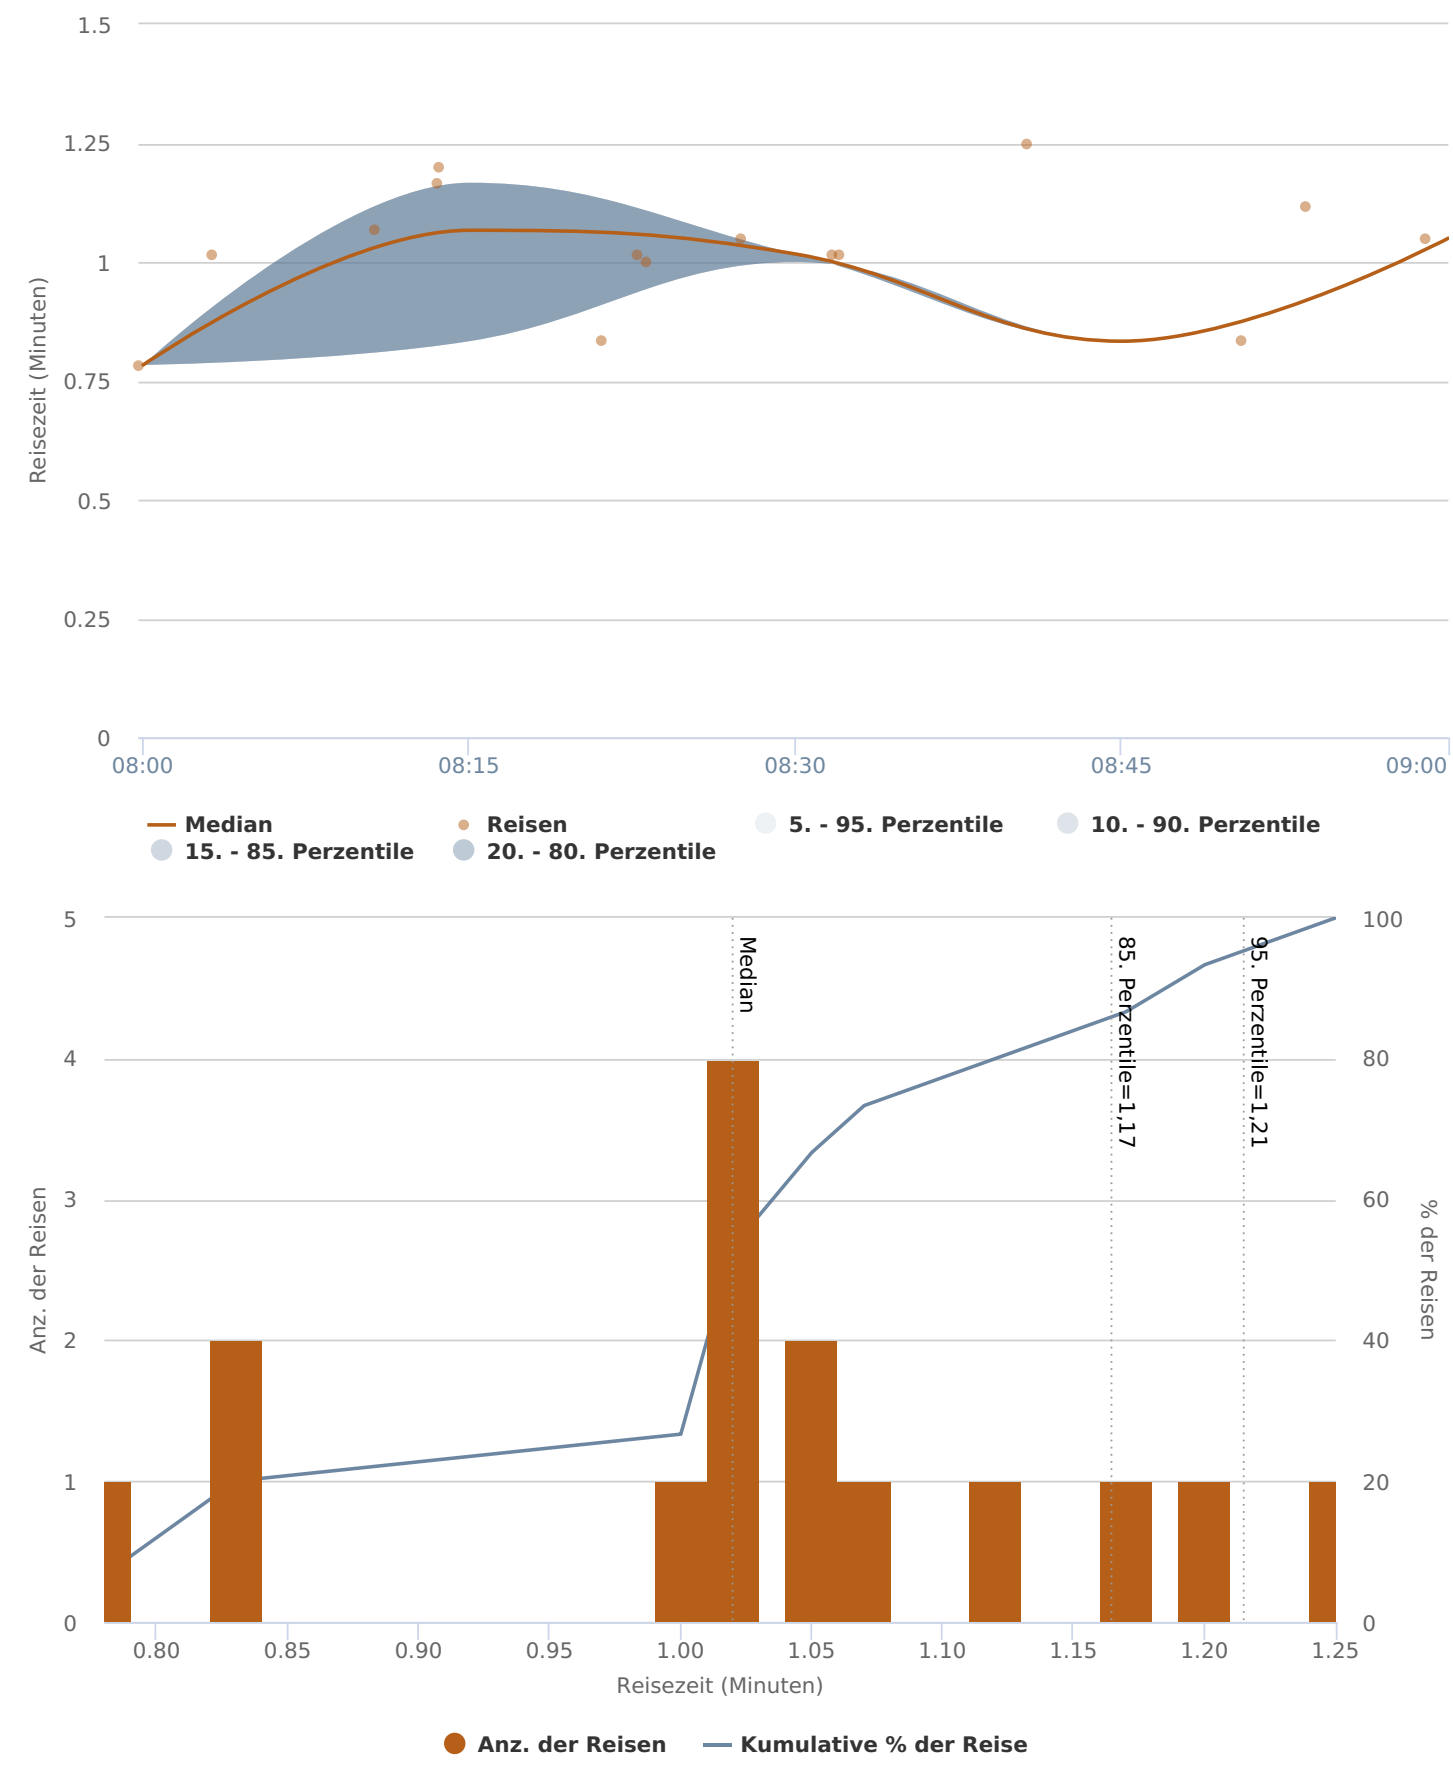 1.5
1.25
1
0.75
0.5
0.25
0
Reisezeit (Minuten)
08:00 08:15 08:30 08:45 09:00
Median Reisen 5. - 95. Perzentile 10. - 90. Perzentile
15. - 85. Perzentile 20. - 80. Perzentile
5
4
3
2
1
0
Anz. der Reisen
Median
85. Perzentile=1,17
95. Perzentile=1,21
100
80
60
40
20
0
% der Reisen
0.80 0.85 0.90 0.95 1.00 1.05 1.10 1.15 1.20 1.25
Reisezeit (Minuten)
Anz. der Reisen Kumulative % der Reise